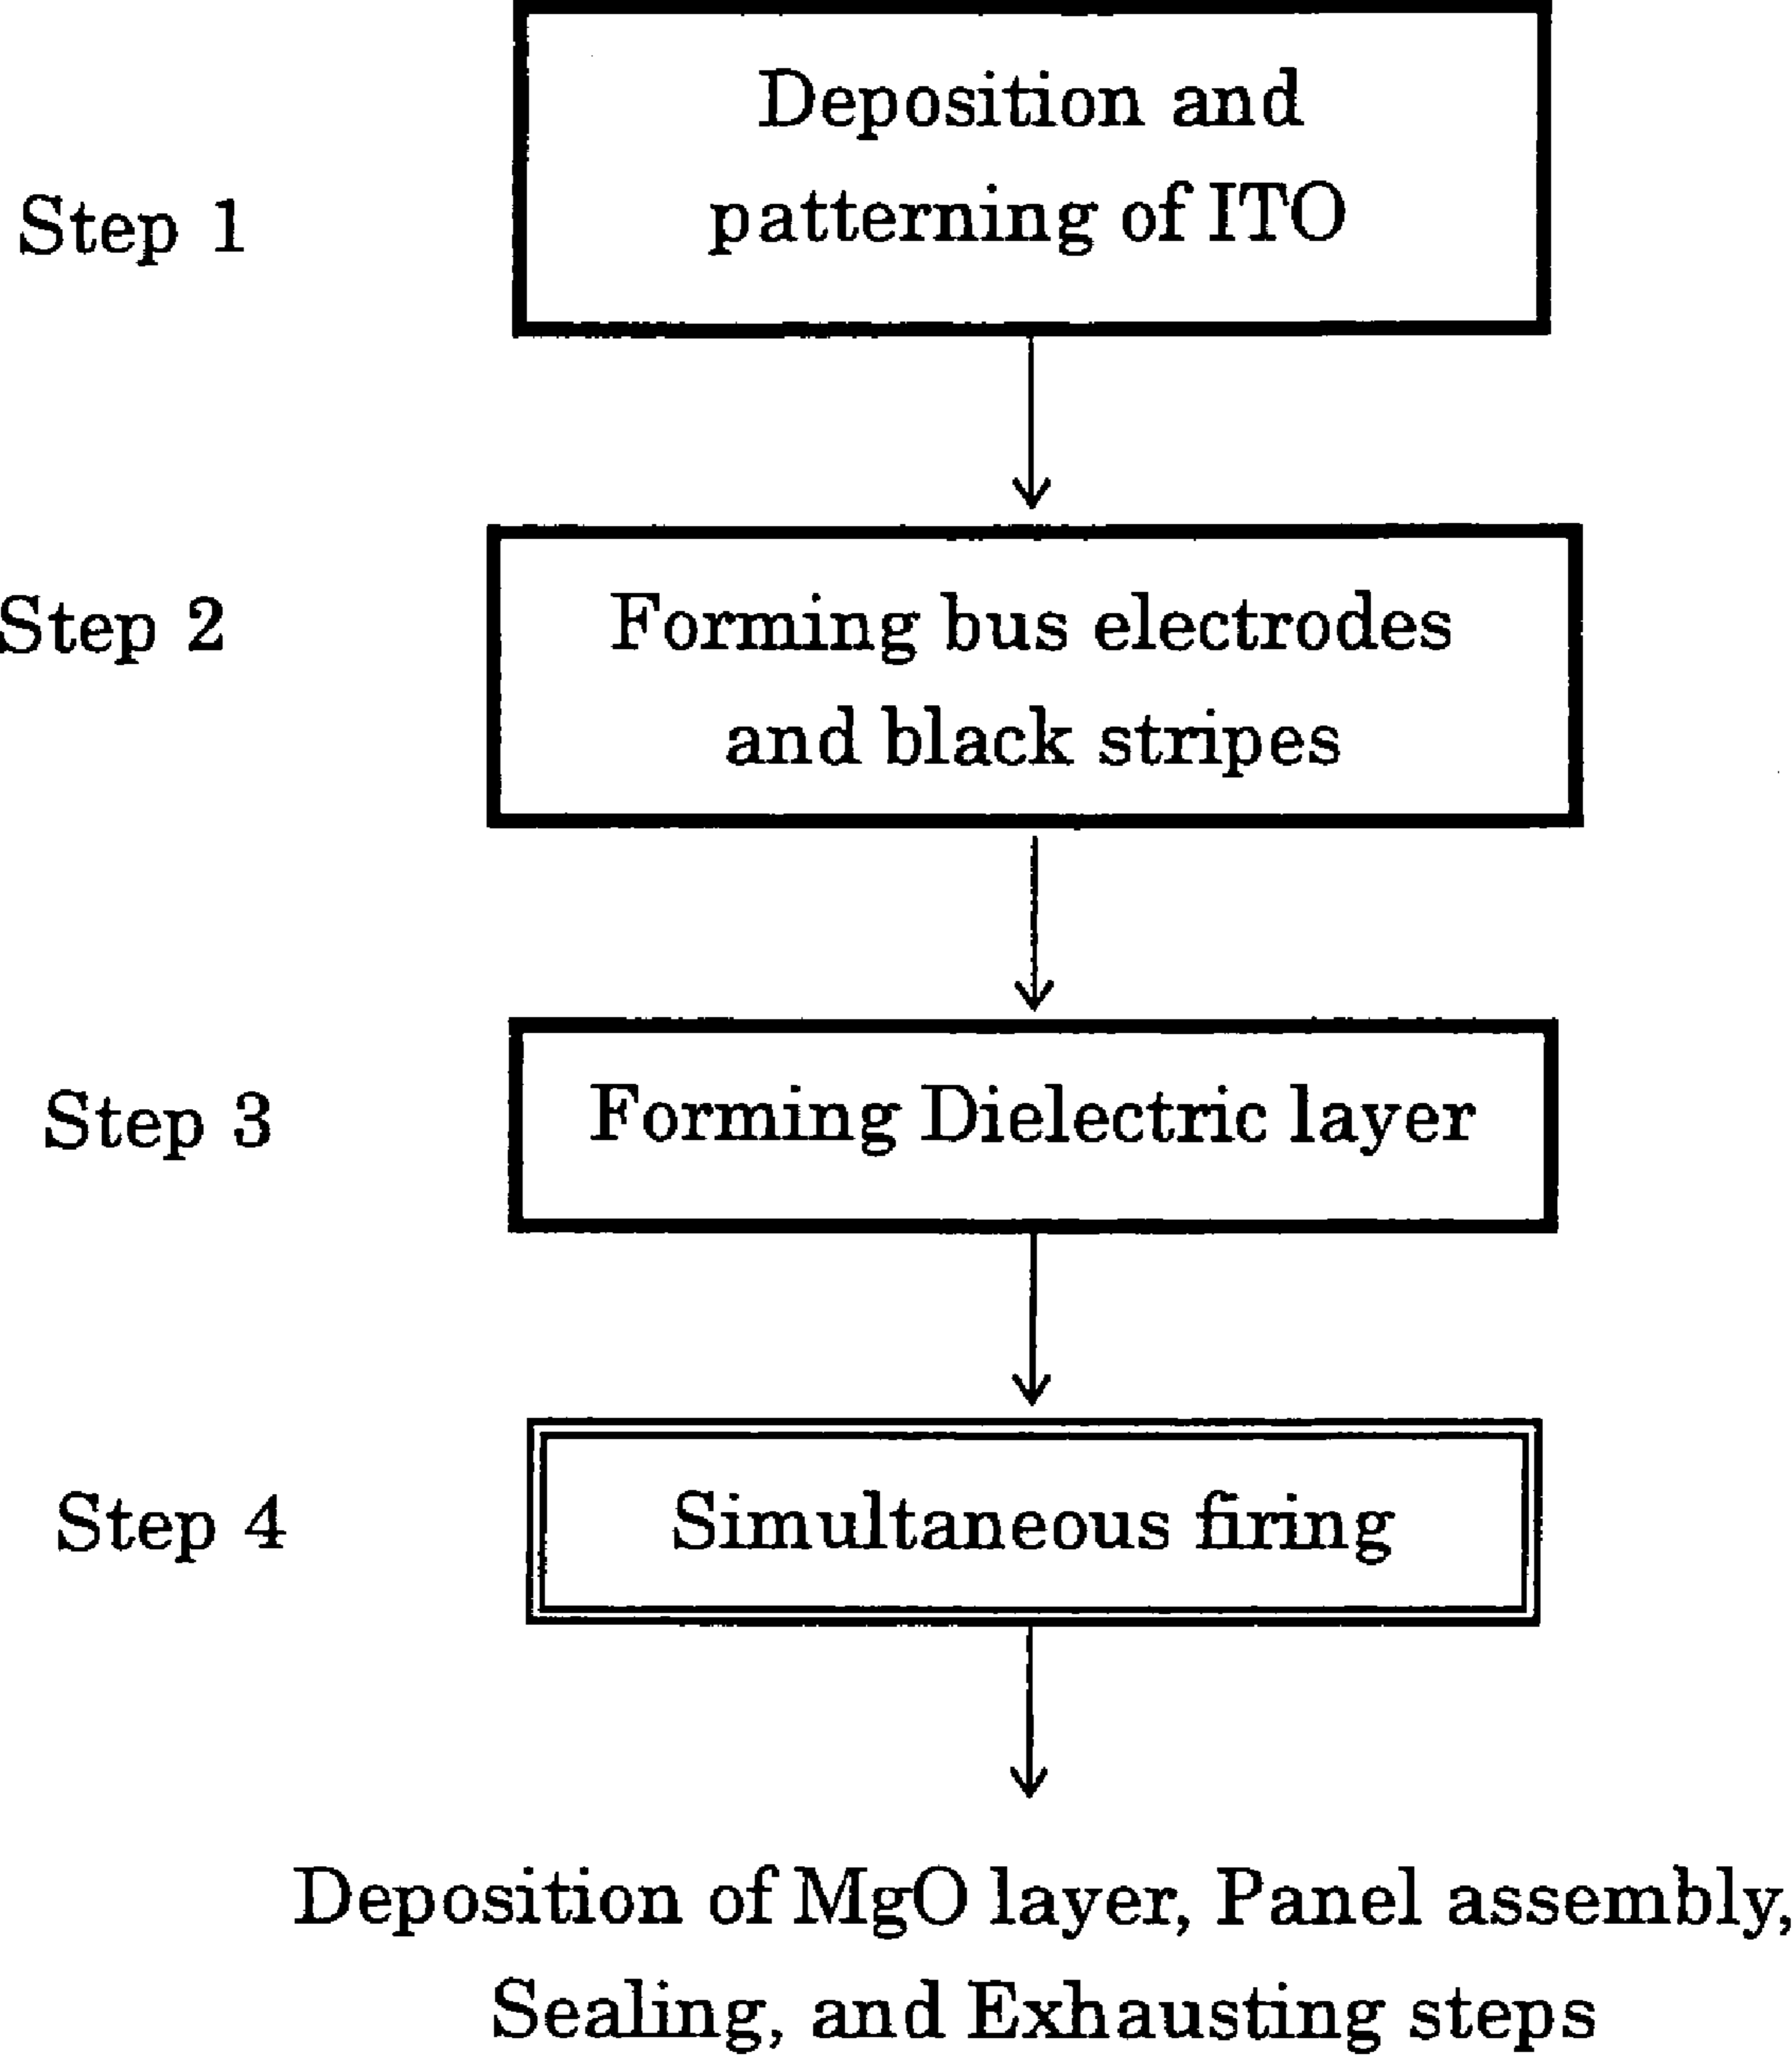 Deposition and
Step 1
patterning of ITO
Step 2
Forming bus electrodes
and black stripes
Step 3
Forming Dielectric layer
Step 4
Simultaneous firing
Deposition of MgO layer, Panel assembly,
Sealing, and Exhausting steps